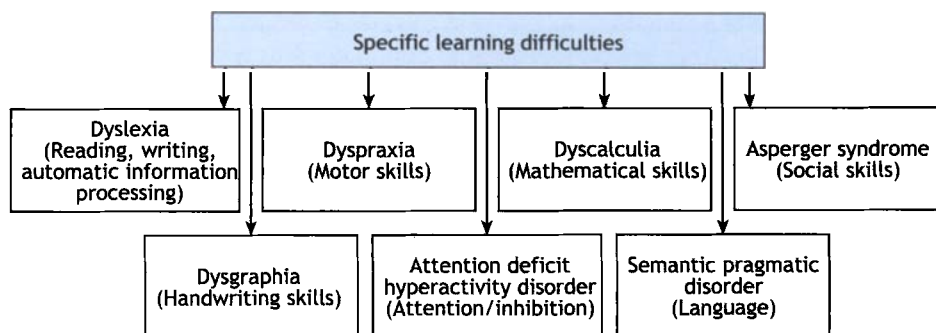 Specific learning difficulties
Dyslexia
(Reading, writing,
automatic information
processing)
Dyspraxia
(Motor skills)
Dyscalculia
(Mathematical skills)
Asperger syndrome
(Social skills)
Dysgraphia
(Handwriting skills)
Attention deficit
hyperactivity disorder
(Attention/inhibition)
Semantic pragmatic
disorder
(Language)